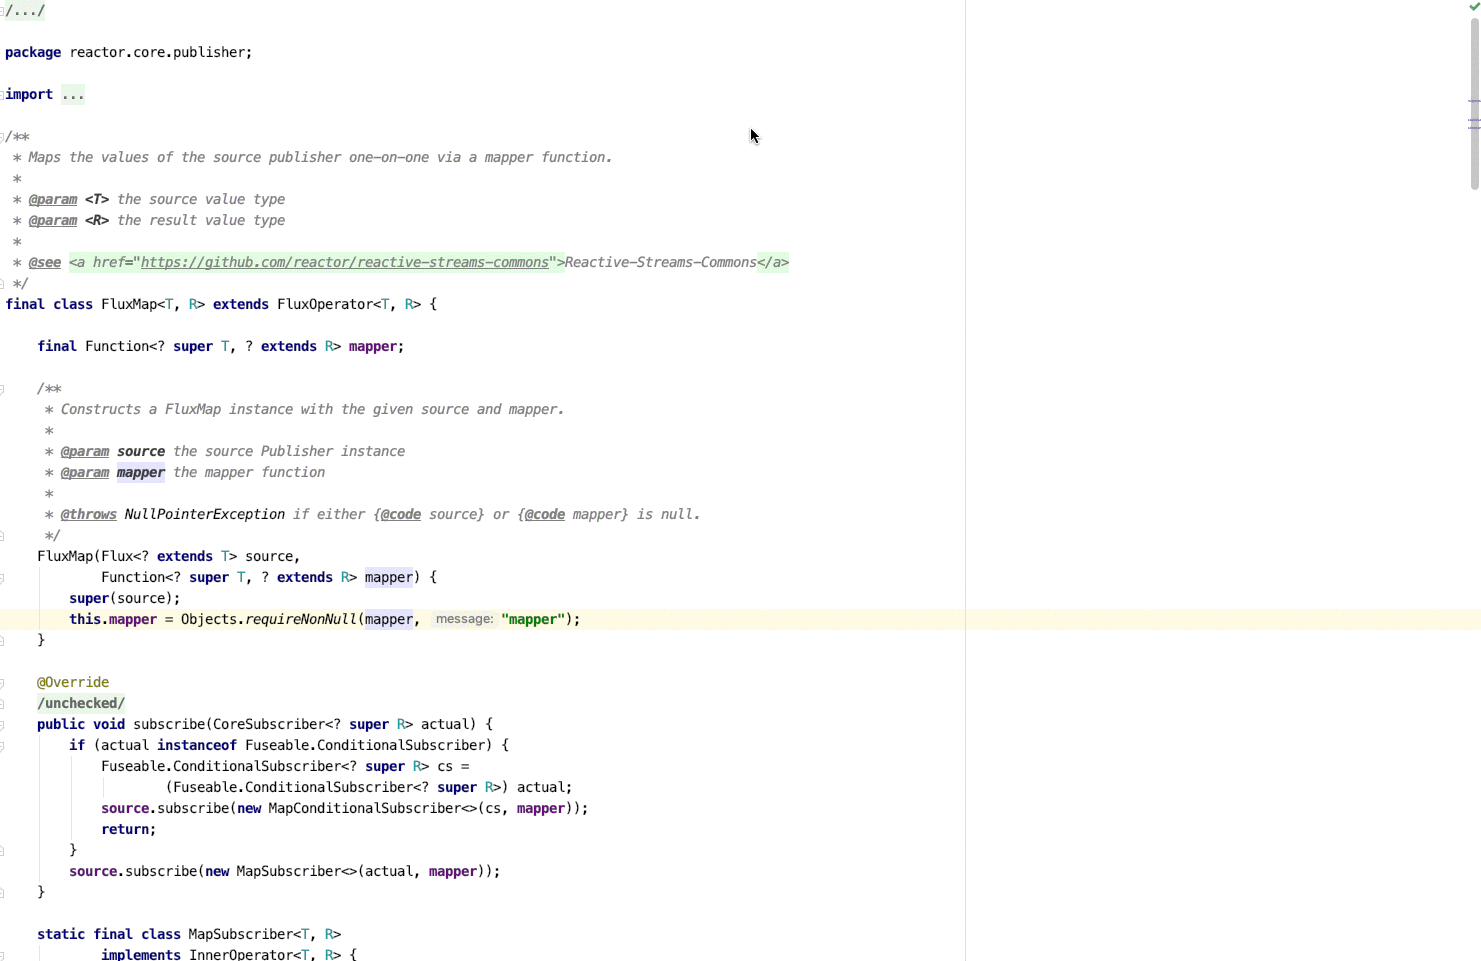 /.../
package reactor.core.publisher;
import ...
/**
* Maps the values of the source publisher one-on-one via a mapper function.
*
* @param <T> the source value type
* @param <R> the result value type
*
* @see <a href="https://github.com/reactor/reactive-streams-commons">Reactive-Streams-Commons</a>
*/
final class FluxMap<T, R> extends FluxOperator<T, R> {
final Function<? super T, ? extends R> mapper;
/**
* Constructs a FluxMap instance with the given source and mapper.
*
* @param source the source Publisher instance
* @param mapper the mapper function
*
* @throws NullPointerException if either {@code source} or {@code mapper} is null.
*/
FluxMap(Flux<? extends T> source,
Function<? super T, ? extends R> mapper) {
super(source);
this.mapper = Objects.requireNonNull(mapper, message: "mapper");
}
@Override
/unchecked/
public void subscribe(CoreSubscriber<? super R> actual) {
if (actual instanceof Fuseable.ConditionalSubscriber) {
Fuseable.ConditionalSubscriber<? super R> cs =
(Fuseable.ConditionalSubscriber<? super R>) actual;
source.subscribe(new MapConditionalSubscriber<>(cs, mapper));
return;
}
source.subscribe(new MapSubscriber<>(actual, mapper));
}
static final class MapSubscriber<T, R>
implements InnerOperator<T, R> {